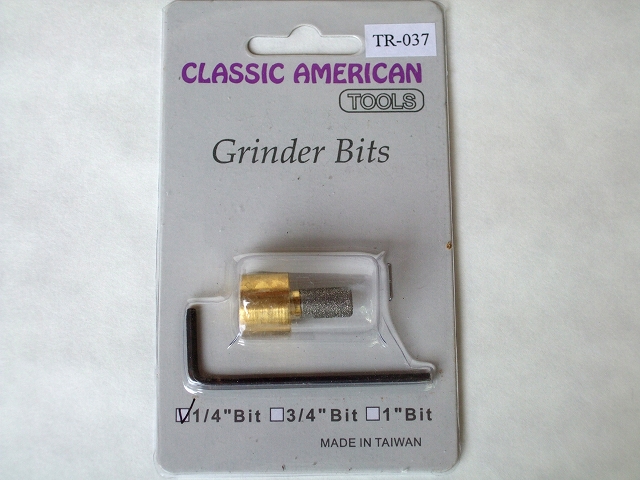 TR-037
CLASSIC AMERICAN
TOOLS
Grinder Bits
1/4"Bit 3/4"Bit 1"Bit
MADE IN TAIWAN